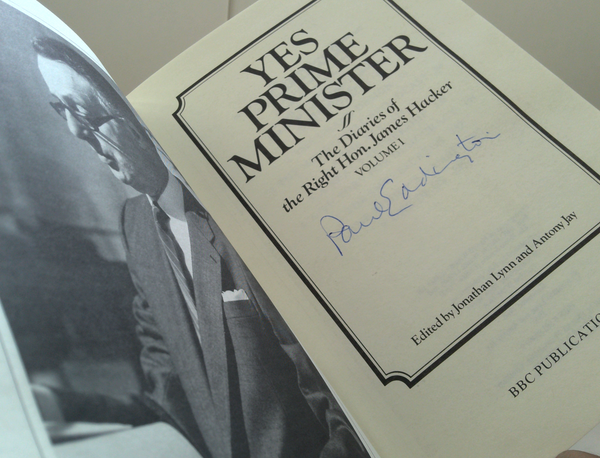 YES
PRIME
MINISTER
The Diaries of
the Right Hon. James Hacker
VOLUME I
Paul Eddington
Edited by Jonathan Lynn and Antony Jay
BBC PUBLICATIO